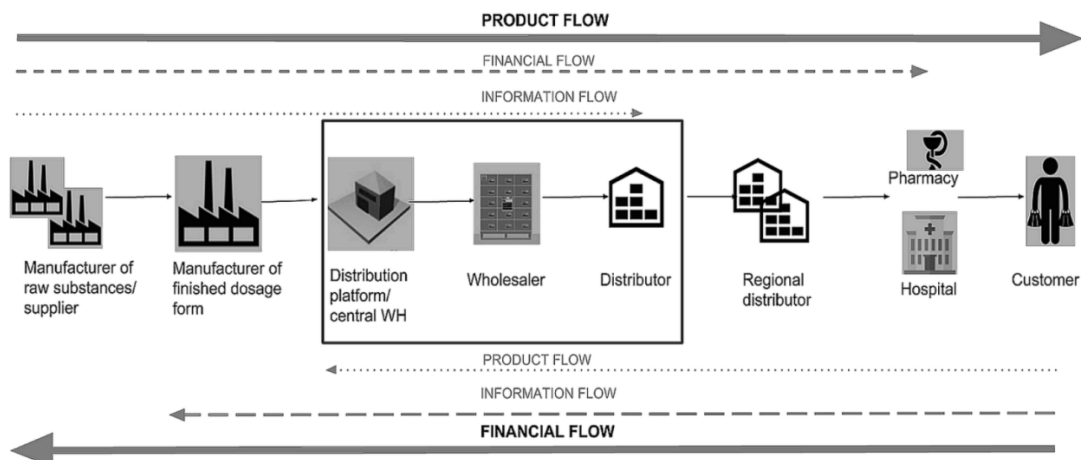 PRODUCT FLOW
FINANCIAL FLOW
INFORMATION FLOW
Pharmacy
Manufacturer of
raw substances/
supplier
Manufacturer of
finished dosage
form
Distribution
platform/
central WH
Wholesaler
Distributor
Regional
distributor
Hospital
Customer
PRODUCT FLOW
INFORMATION FLOW
FINANCIAL FLOW